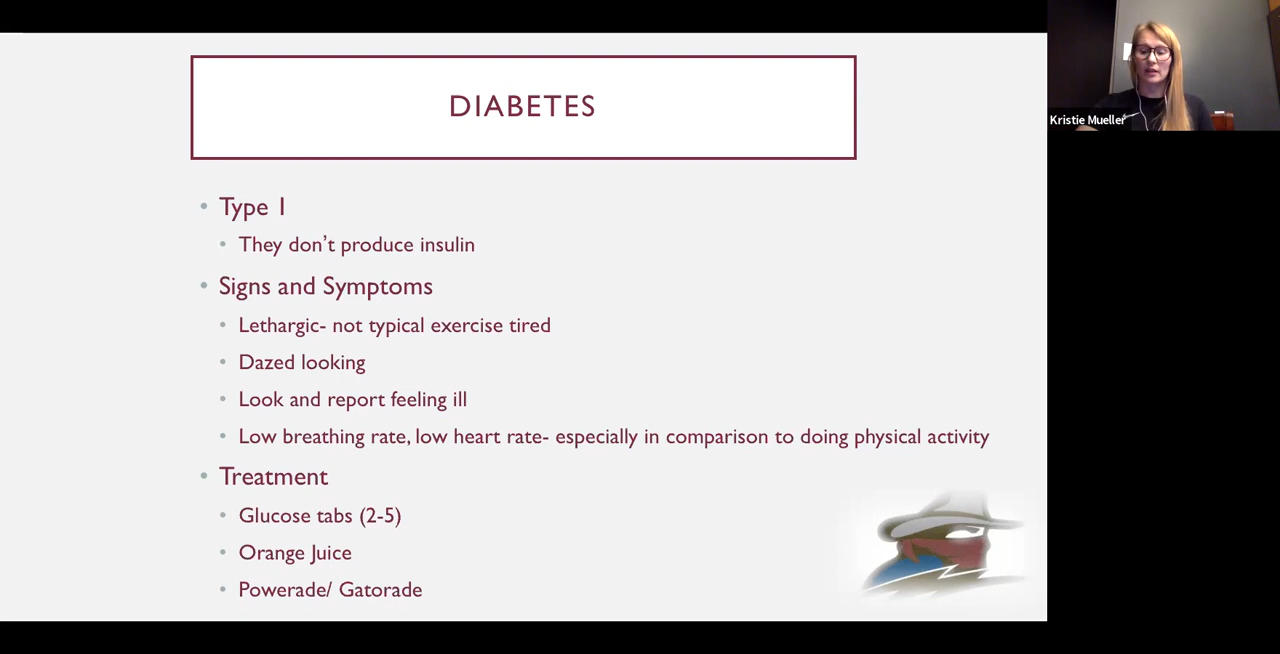 DIABETES
Kristie Mueller
Type 1
They don’t produce insulin
Signs and Symptoms
Lethargic- not typical exercise tired
Dazed looking
Look and report feeling ill
Low breathing rate, low heart rate- especially in comparison to doing physical activity
Treatment
Glucose tabs (2-5)
Orange Juice
Powerade/ Gatorade